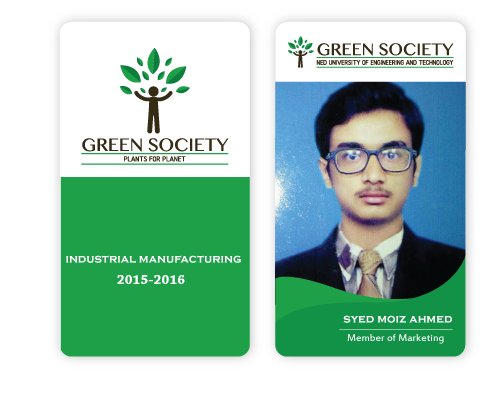 GREEN SOCIETY
PLANTS FOR PLANET
INDUSTRIAL MANUFACTURING
2015-2016
GREEN SOCIETY
NED UNIVERSITY OF ENGINEERING AND TECHNOLOGY
SYED MOIZ AHMED
Member of Marketing